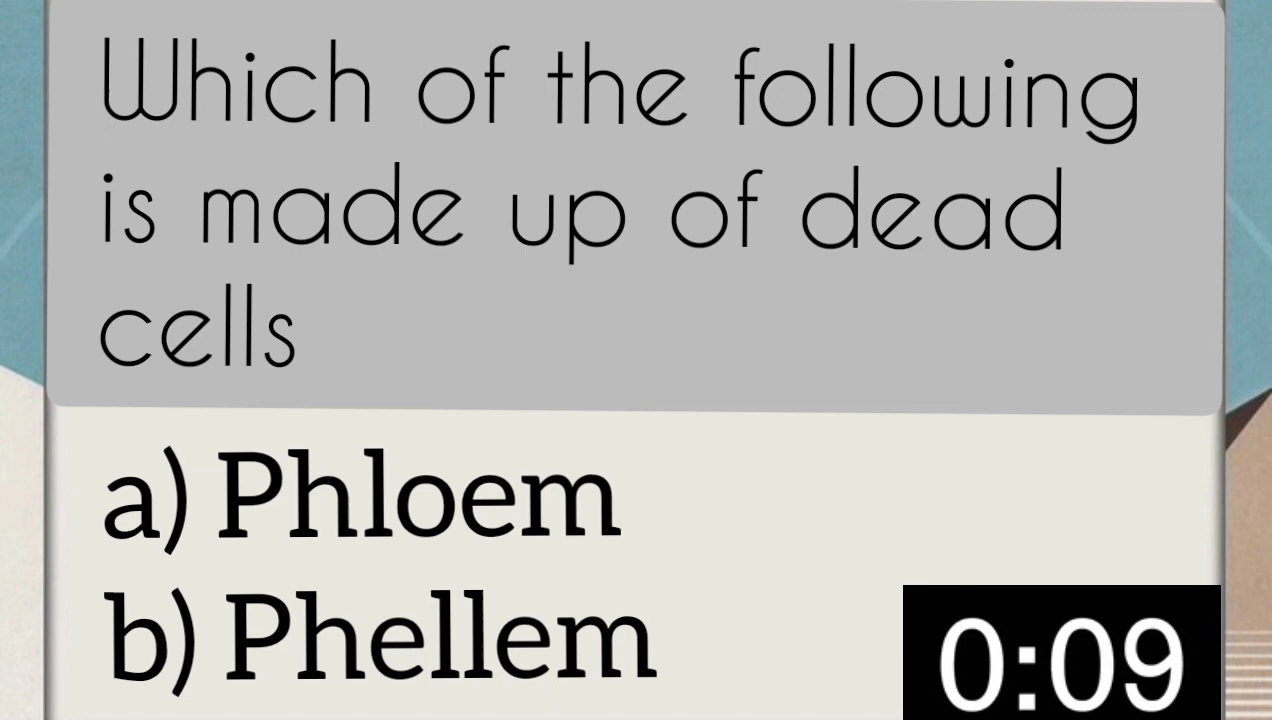 Which of the following
is made up of dead
cells
a) Phloem
b) Phellem
0:09